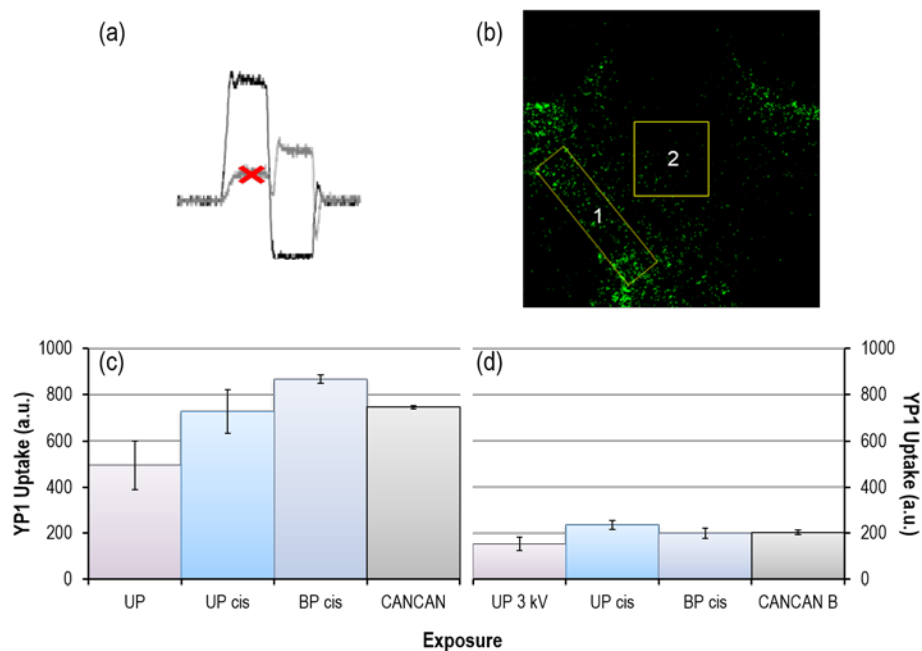 (a)
(b)
1
2
(c)
(d)
YP1 Uptake (a.u.)
1000
800
600
400
200
0
UP
UP cis
BP cis
CANCAN
UP 3 kV
UP cis
BP cis
CANCAN B
1000
800
600
400
200
0
YP1 Uptake (a.u.)
Exposure